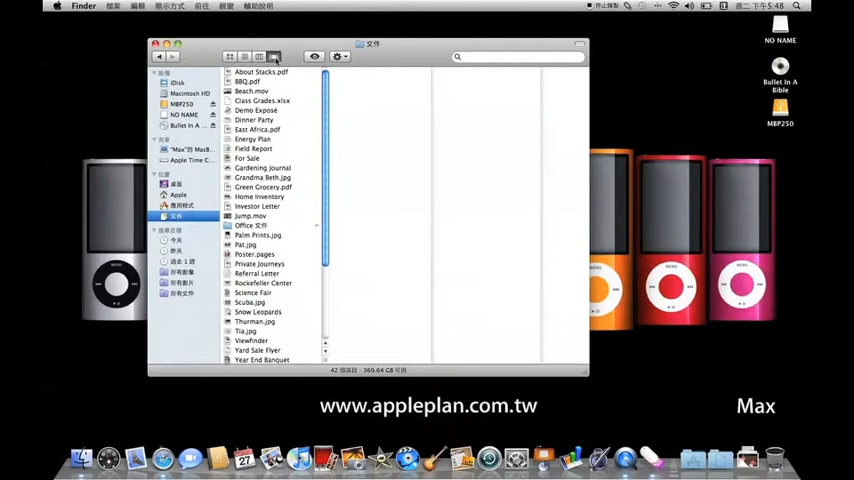 Finder 檔案 編輯 顯示方式 前往 視窗 輔助說明 停止錄製 週二 下午5:48
NO NAME
Bullet In A Bible
MBP250
文件
裝置
iDisk
Macintosh HD
MBP250
NO NAME
Bullet In A ...
共享
"Max"的 MacB...
Apple Time C...
位置
桌面
Apple
應用程式
文件
搜尋目標
今天
昨天
過去 1 週
所有影像
所有影片
所有文件
About Stacks.pdf
BBQ.pdf
Beach.mov
Class Grades.xlsx
Demo Exposé
Dinner Party
East Africa.pdf
Energy Plan
Field Report
For Sale
Gardening Journal
Grandma Beth.jpg
Green Grocery.pdf
Home Inventory
Investor Letter
Jump.mov
Office 文件
Palm Prints.jpg
Pat.jpg
Poster.pages
Private Journeys
Referral Letter
Rockefeller Center
Science Fair
Scuba.jpg
Snow Leopards
Thurman.jpg
Tia.jpg
Viewfinder
Yard Sale Flyer
Year End Banquet
42 個項目，369.64 GB 可用
MENU
MENU
MENU
www.appleplan.com.tw
Max
27